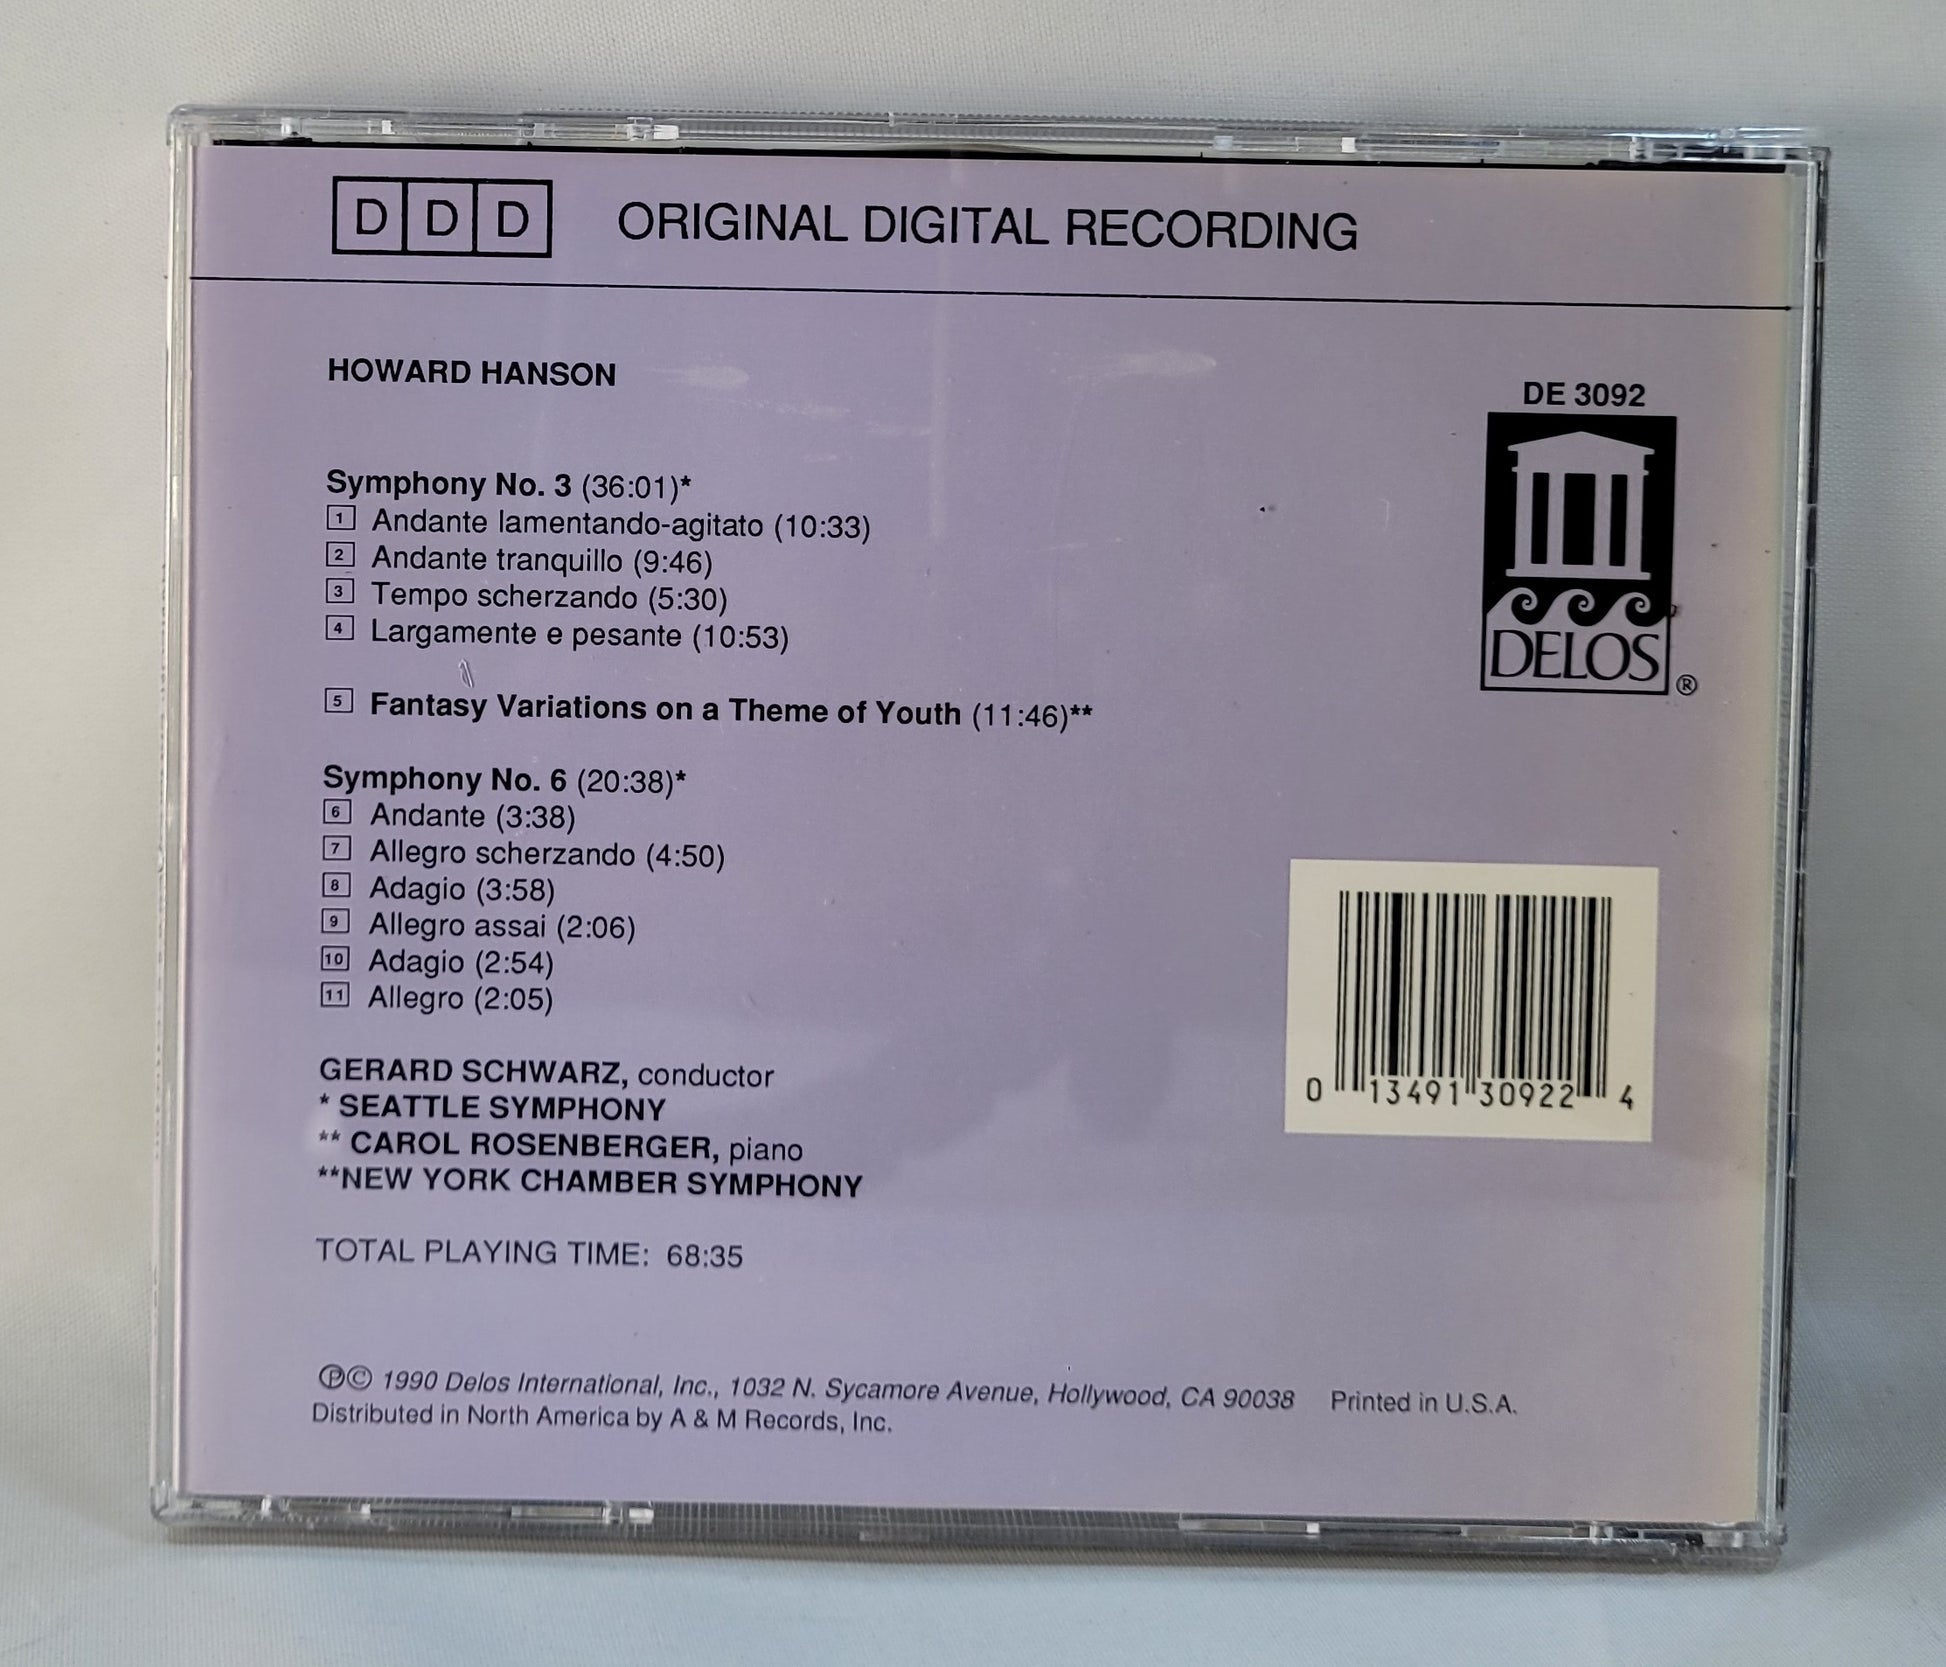 DDD ORIGINAL DIGITAL RECORDING
HOWARD HANSON
DE 3092
DELOS ®
Symphony No. 3 (36:01)*
1 Andante lamentando-agitato (10:33)
2 Andante tranquillo (9:46)
3 Tempo scherzando (5:30)
4 Largamente e pesante (10:53)
5 Fantasy Variations on a Theme of Youth (11:46)**
Symphony No. 6 (20:38)*
6 Andante (3:38)
7 Allegro scherzando (4:50)
8 Adagio (3:58)
9 Allegro assai (2:06)
10 Adagio (2:54)
11 Allegro (2:05)
0 13491 30922 4
GERARD SCHWARZ, conductor
* SEATTLE SYMPHONY
** CAROL ROSENBERGER, piano
**NEW YORK CHAMBER SYMPHONY
TOTAL PLAYING TIME: 68:35
℗© 1990 Delos International, Inc., 1032 N. Sycamore Avenue, Hollywood, CA 90038 Printed in U.S.A.
Distributed in North America by A & M Records, Inc.